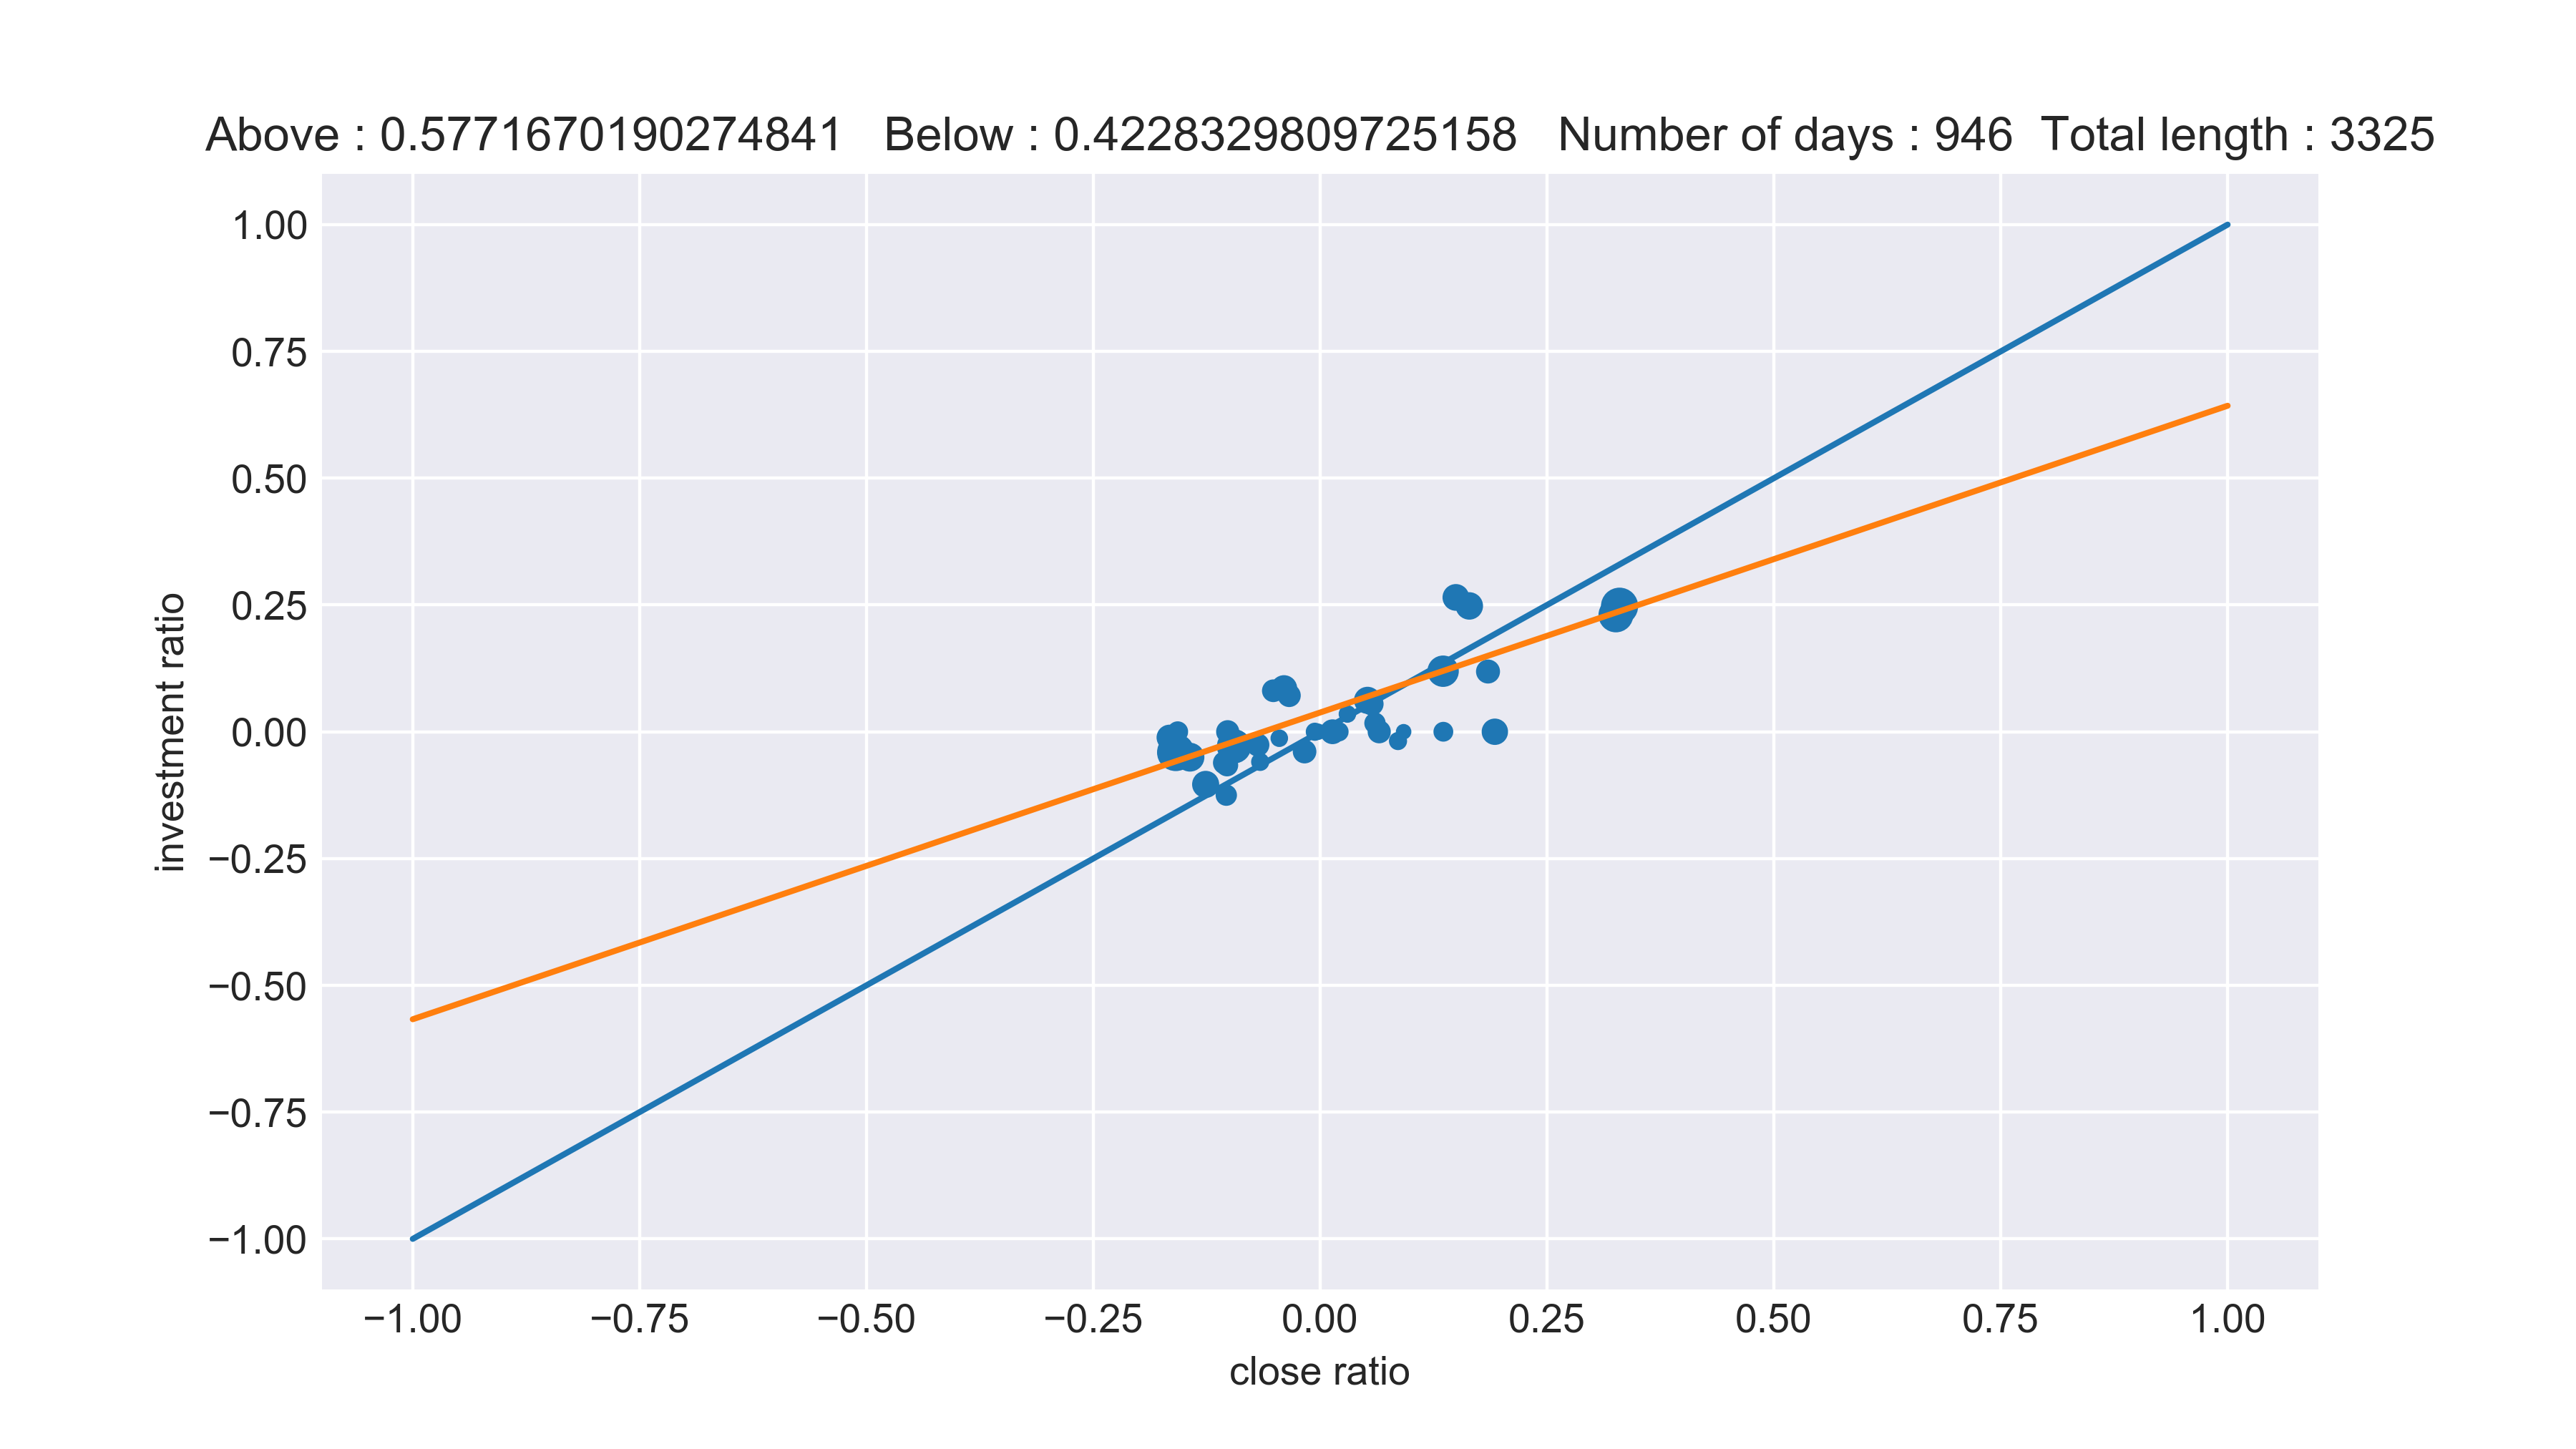 Above : 0.5771670190274841   Below : 0.4228329809725158   Number of days : 946  Total length : 3325
1.00
0.75
0.50
0.25
0.00
−0.25
−0.50
−0.75
−1.00
investment ratio
−1.00 −0.75 −0.50 −0.25 0.00 0.25 0.50 0.75 1.00
close ratio